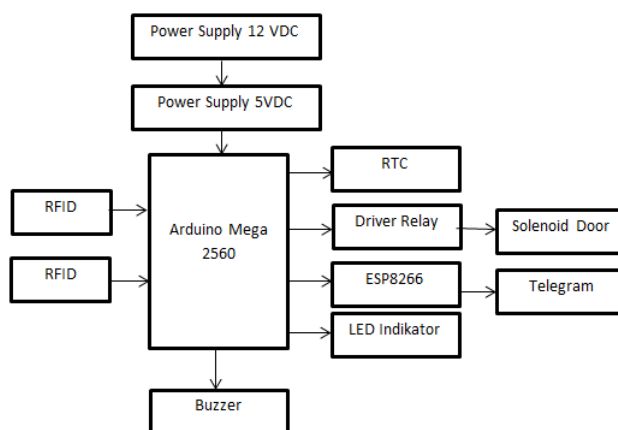 Power Supply 12 VDC
Power Supply 5VDC
RTC
RFID
Arduino Mega
2560
Driver Relay
Solenoid Door
RFID
ESP8266
Telegram
LED Indikator
Buzzer